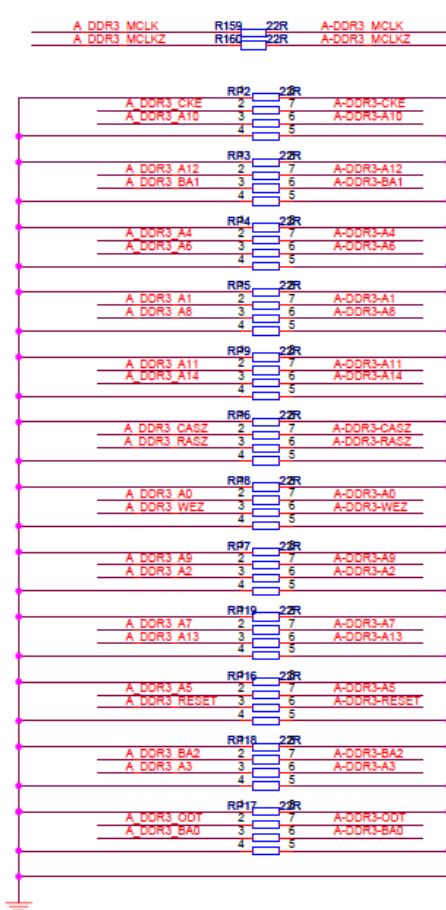 A_DDR3_MCLK R159 22R A-DDR3_MCLK
A_DDR3_MCLKZ R160 22R A-DDR3_MCLKZ
RP2 22R
A_DDR3_CKE 2 7 A-DDR3-CKE
A_DDR3_A10 3 6 A-DDR3-A10
4 5
RP3 22R
A_DDR3_A12 2 7 A-DDR3-A12
A_DDR3_BA1 3 6 A-DDR3-BA1
4 5
RP4 22R
A_DDR3_A4 2 7 A-DDR3-A4
A_DDR3_A6 3 6 A-DDR3-A6
4 5
RP5 22R
A_DDR3_A1 2 7 A-DDR3-A1
A_DDR3_A8 3 6 A-DDR3-A8
4 5
RP9 22R
A_DDR3_A11 2 7 A-DDR3-A11
A_DDR3_A14 3 6 A-DDR3-A14
4 5
RP6 22R
A_DDR3_CASZ 2 7 A-DDR3-CASZ
A_DDR3_RASZ 3 6 A-DDR3-RASZ
4 5
RP8 22R
A_DDR3_A0 2 7 A-DDR3-A0
A_DDR3_WEZ 3 6 A-DDR3-WEZ
4 5
RP7 22R
A_DDR3_A9 2 7 A-DDR3-A9
A_DDR3_A2 3 6 A-DDR3-A2
4 5
RP19 22R
A_DDR3_A7 2 7 A-DDR3-A7
A_DDR3_A13 3 6 A-DDR3-A13
4 5
RP16 22R
A_DDR3_A5 2 7 A-DDR3-A5
A_DDR3_RESET 3 6 A-DDR3-RESET
4 5
RP18 22R
A_DDR3_BA2 2 7 A-DDR3-BA2
A_DDR3_A3 3 6 A-DDR3-A3
4 5
RP17 22R
A_DDR3_ODT 2 7 A-DDR3-ODT
A_DDR3_BA0 3 6 A-DDR3-BA0
4 5